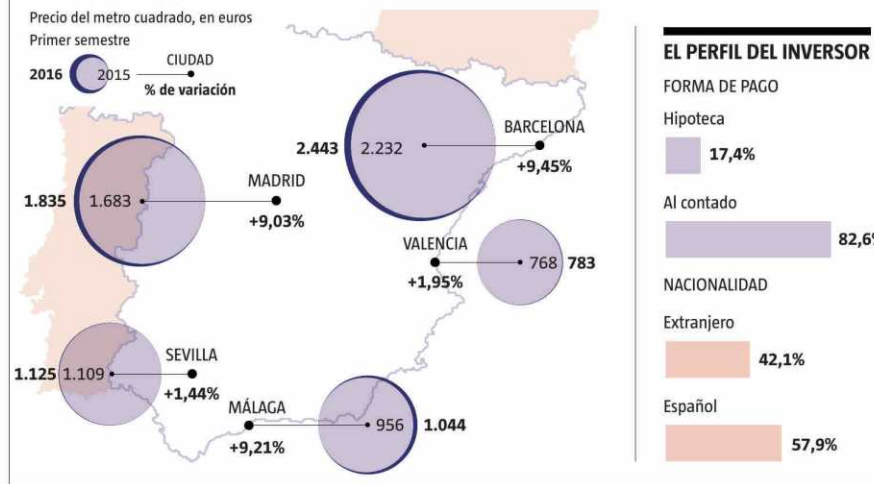 Precio del metro cuadrado, en euros
Primer semestre
CIUDAD
2016 2015
% de variación
BARCELONA
2.443 2.232
+9,45%
MADRID
1.835 1.683
+9,03%
VALENCIA
768 783
+1,95%
SEVILLA
1.125 1.109
+1,44%
MÁLAGA
956 1.044
+9,21%
EL PERFIL DEL INVERSOR
FORMA DE PAGO
Hipoteca
17,4%
Al contado
82,6%
NACIONALIDAD
Extranjero
42,1%
Español
57,9%